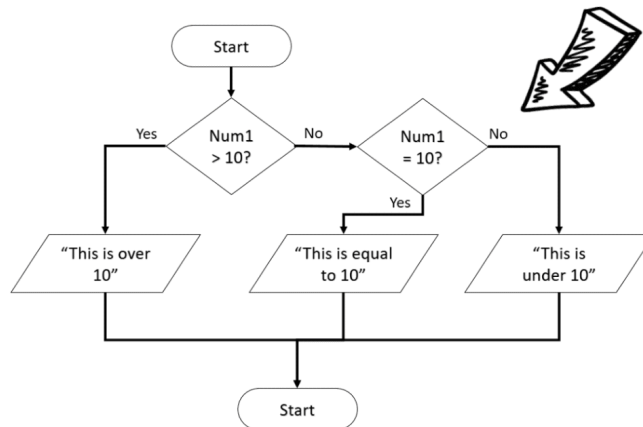 Start
Yes
Num1
> 10?
No
Num1
= 10?
No
Yes
“This is over
10”
“This is equal
to 10”
“This is
under 10”
Start